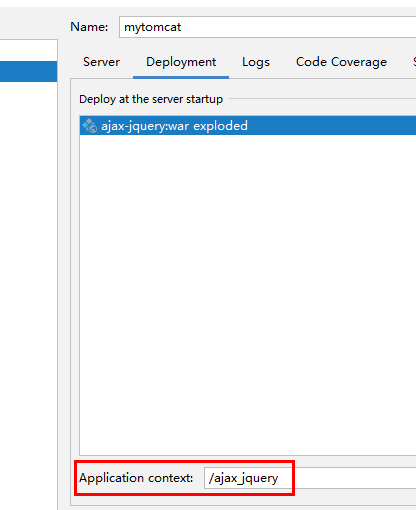 Name: mytomcat
Server Deployment Logs Code Coverage
Deploy at the server startup
ajax-jquery:war exploded
Application context: /ajax_jquery